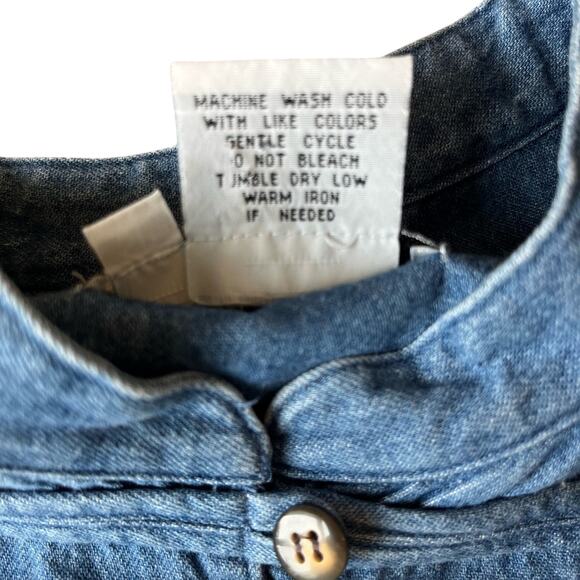 MACHINE WASH COLD
WITH LIKE COLORS
GENTLE CYCLE
DO NOT BLEACH
TUMBLE DRY LOW
WARM IRON
IF NEEDED